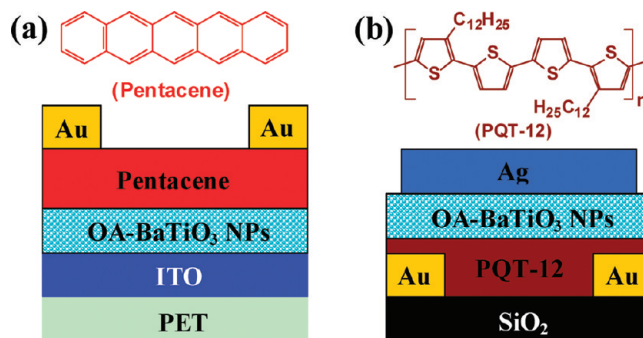 (a)
(Pentacene)
Au Au
Pentacene
OA-BaTiO₃ NPs
ITO
PET
(b)
C₁₂H₂₅
S S S S
n
H₂₅C₁₂
(PQT-12)
Ag
OA-BaTiO₃ NPs
Au PQT-12 Au
SiO₂